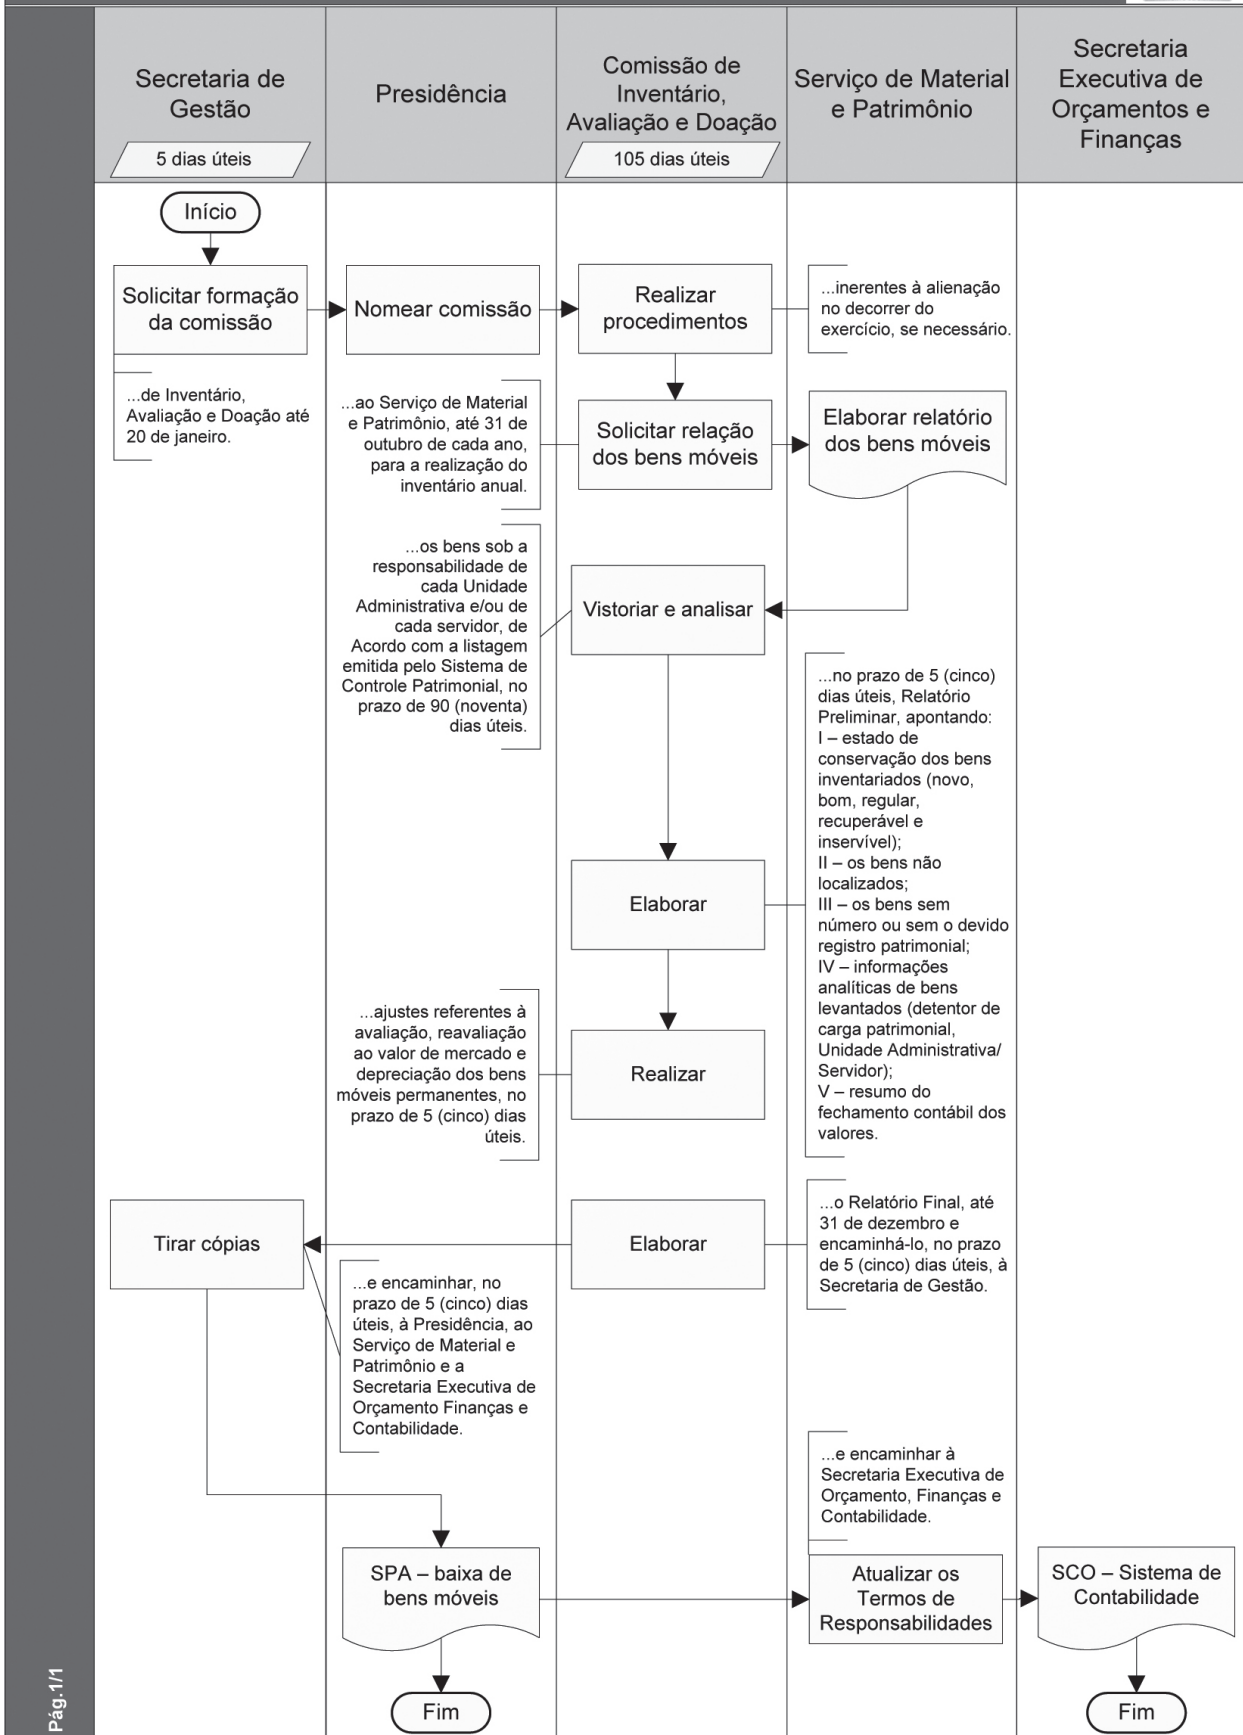 Secretaria de
Gestão
5 dias úteis
Presidência
Comissão de
Inventário,
Avaliação e Doação
105 dias úteis
Serviço de Material
e Patrimônio
Secretaria
Executiva de
Orçamentos e
Finanças
Início
Solicitar formação
da comissão
Nomear comissão
Realizar
procedimentos
...inerentes à alienação
no decorrer do
exercício, se necessário.
...de Inventário,
Avaliação e Doação até
20 de janeiro.
...ao Serviço de Material
e Patrimônio, até 31 de
outubro de cada ano,
para a realização do
inventário anual.
Solicitar relação
dos bens móveis
Elaborar relatório
dos bens móveis
...os bens sob a
responsabilidade de
cada Unidade
Administrativa e/ou de
cada servidor, de
Acordo com a listagem
emitida pelo Sistema de
Controle Patrimonial, no
prazo de 90 (noventa)
dias úteis.
Vistoriar e analisar
...no prazo de 5 (cinco)
dias úteis, Relatório
Preliminar, apontando:
I – estado de
conservação dos bens
inventariados (novo,
bom, regular,
recuperável e
inservível);
II – os bens não
localizados;
III – os bens sem
número ou sem o devido
registro patrimonial;
IV – informações
analíticas de bens
levantados (detentor de
carga patrimonial,
Unidade Administrativa/
Servidor);
V – resumo do
fechamento contábil dos
valores.
Elaborar
...ajustes referentes à
avaliação, reavaliação
ao valor de mercado e
depreciação dos bens
móveis permanentes, no
prazo de 5 (cinco) dias
úteis.
Realizar
Tirar cópias
Elaborar
...o Relatório Final, até
31 de dezembro e
encaminhá-lo, no prazo
de 5 (cinco) dias úteis, à
Secretaria de Gestão.
...e encaminhar, no
prazo de 5 (cinco) dias
úteis, à Presidência, ao
Serviço de Material e
Patrimônio e a
Secretaria Executiva de
Orçamento Finanças e
Contabilidade.
...e encaminhar à
Secretaria Executiva de
Orçamento, Finanças e
Contabilidade.
SPA – baixa de
bens móveis
Atualizar os
Termos de
Responsabilidades
SCO – Sistema de
Contabilidade
Fim
Fim
Pág.1/1